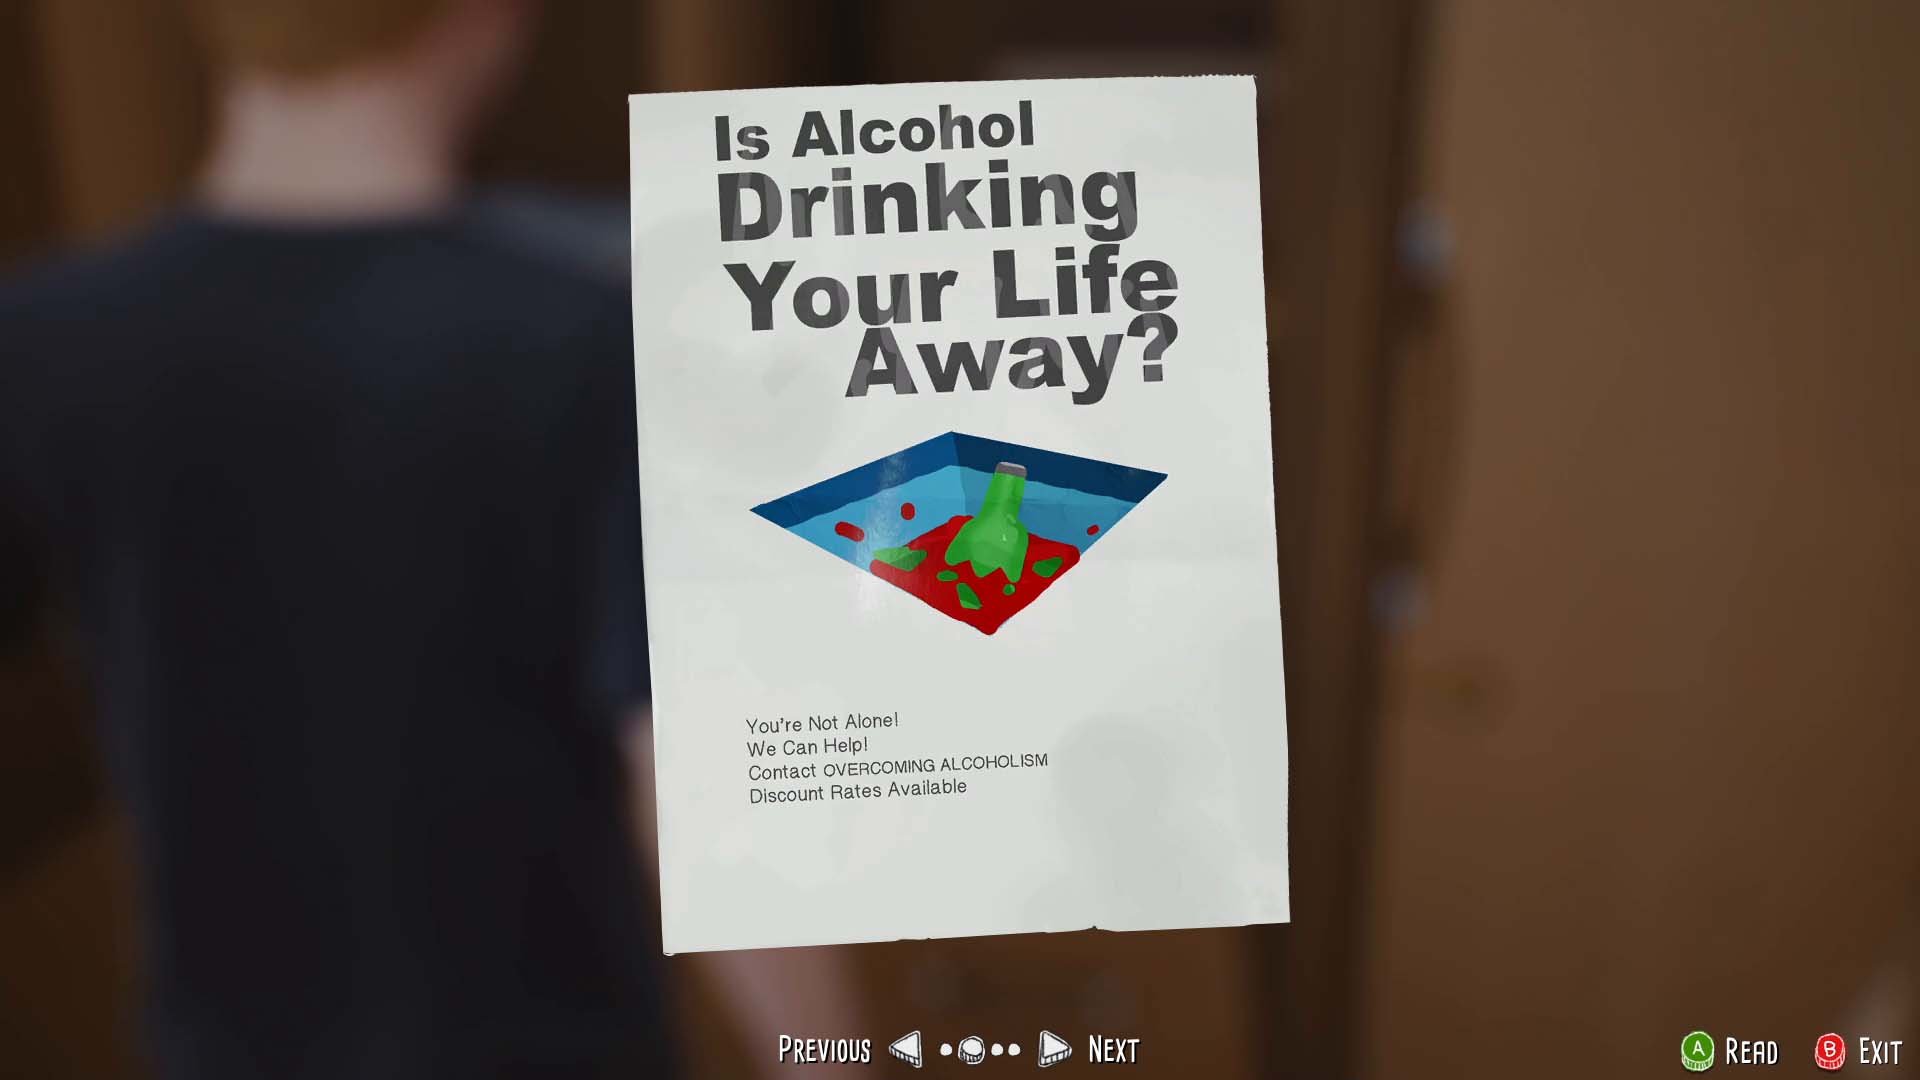 Is Alcohol
Drinking
Your Life
Away?
You're Not Alone!
We Can Help!
Contact OVERCOMING ALCOHOLISM
Discount Rates Available
PREVIOUS NEXT
A READ B EXIT